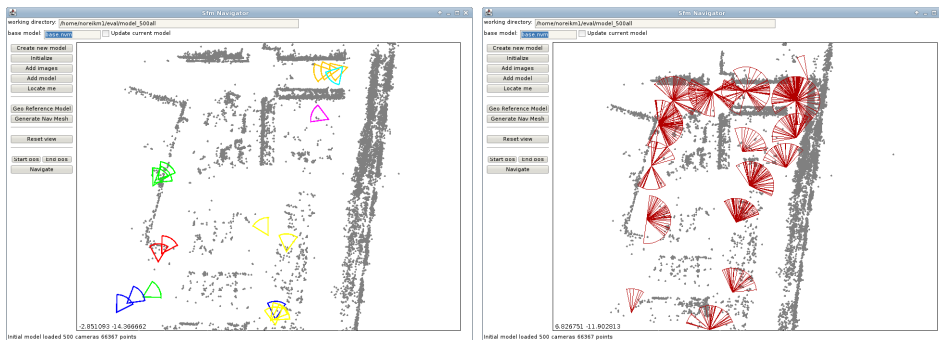 Sfm Navigator
working directory: /home/noreikm1/eval/model_500all
base model: base.nvm Update current model
Create new model
Initialize
Add images
Add model
Locate me
Geo Reference Model
Generate Nav Mesh
Reset view
Start pos End pos
Navigate
-2.851093 -14.366662
Initial model loaded 500 cameras 66367 points
Sfm Navigator
working directory: /home/noreikm1/eval/model_500all
base model: base.nvm Update current model
Create new model
Initialize
Add images
Add model
Locate me
Geo Reference Model
Generate Nav Mesh
Reset view
Start pos End pos
Navigate
6.826751 -11.902813
Initial model loaded 500 cameras 66367 points